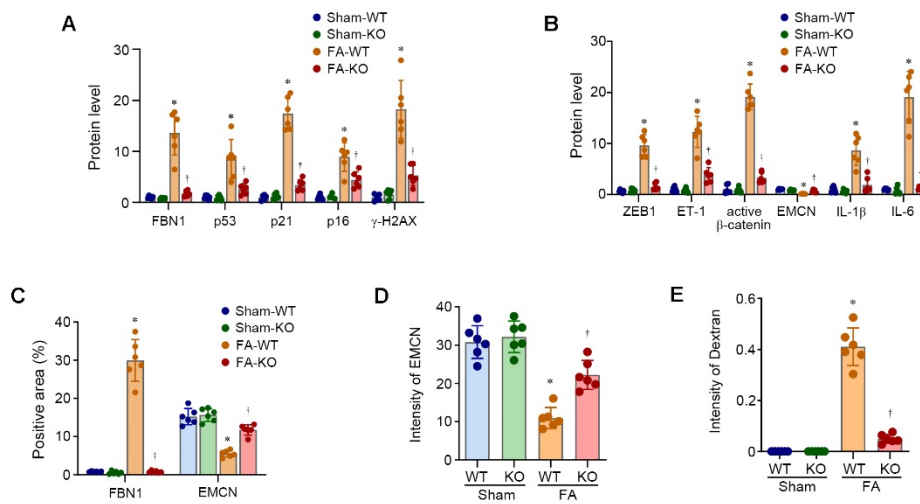 A
Sham-WT
Sham-KO
FA-WT
FA-KO
Protein level
30
20
10
0
* * * * *
† † † † †
FBN1 p53 p21 p16 γ-H2AX
B
Sham-WT
Sham-KO
FA-WT
FA-KO
Protein level
30
20
10
0
* * * * * *
† † † † †
ZEB1 ET-1 active EMCN IL-1β IL-6
β-catenin
C
Sham-WT
Sham-KO
FA-WT
FA-KO
Positive area (%)
40
30
20
10
0
* *
† †
FBN1 EMCN
D
Intensity of EMCN
40
30
20
10
0
*
†
WT KO WT KO
Sham FA
E
Intensity of Dextran
0.6
0.4
0.2
0
*
†
WT KO WT KO
Sham FA